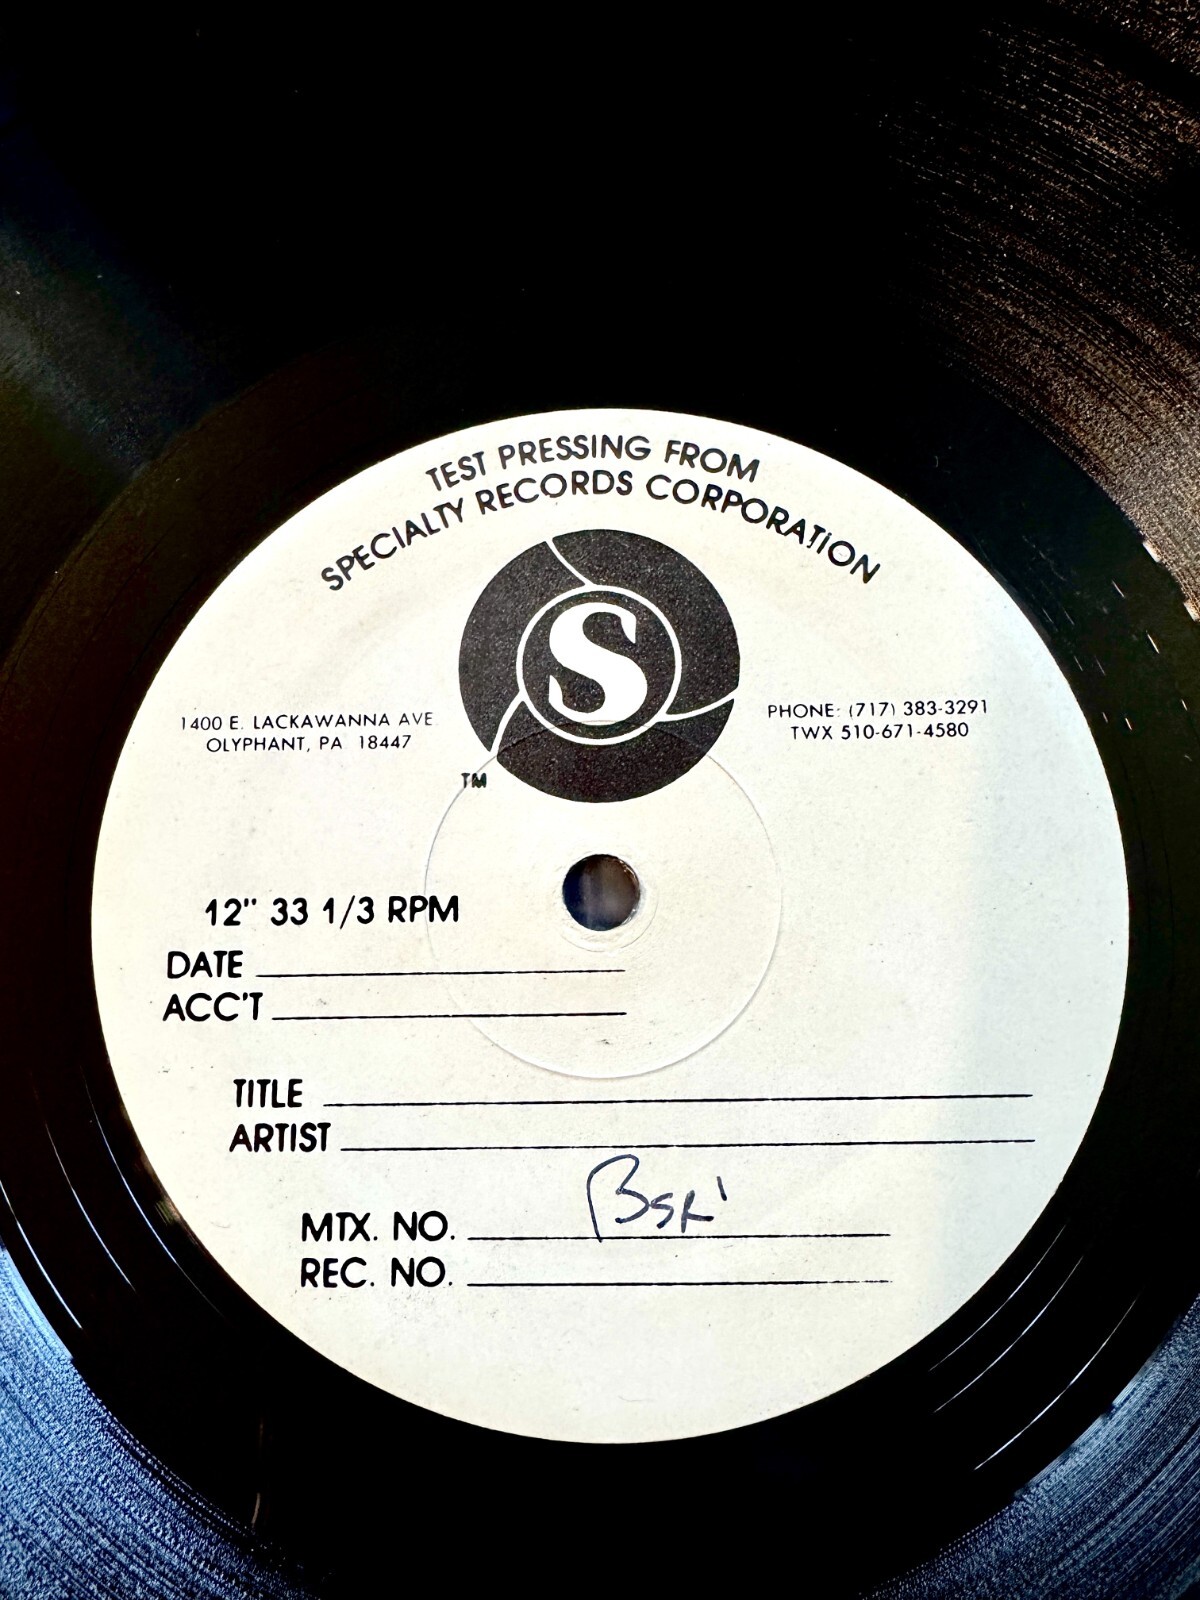 TEST PRESSING FROM
SPECIALTY RECORDS CORPORATION
S
1400 E. LACKAWANNA AVE
OLYPHANT, PA 18447
PHONE: (717) 383-3291
TWX 510-671-4580
TM
12" 33 1/3 RPM
DATE
ACC'T
TITLE
ARTIST
MTX. NO.
REC. NO.